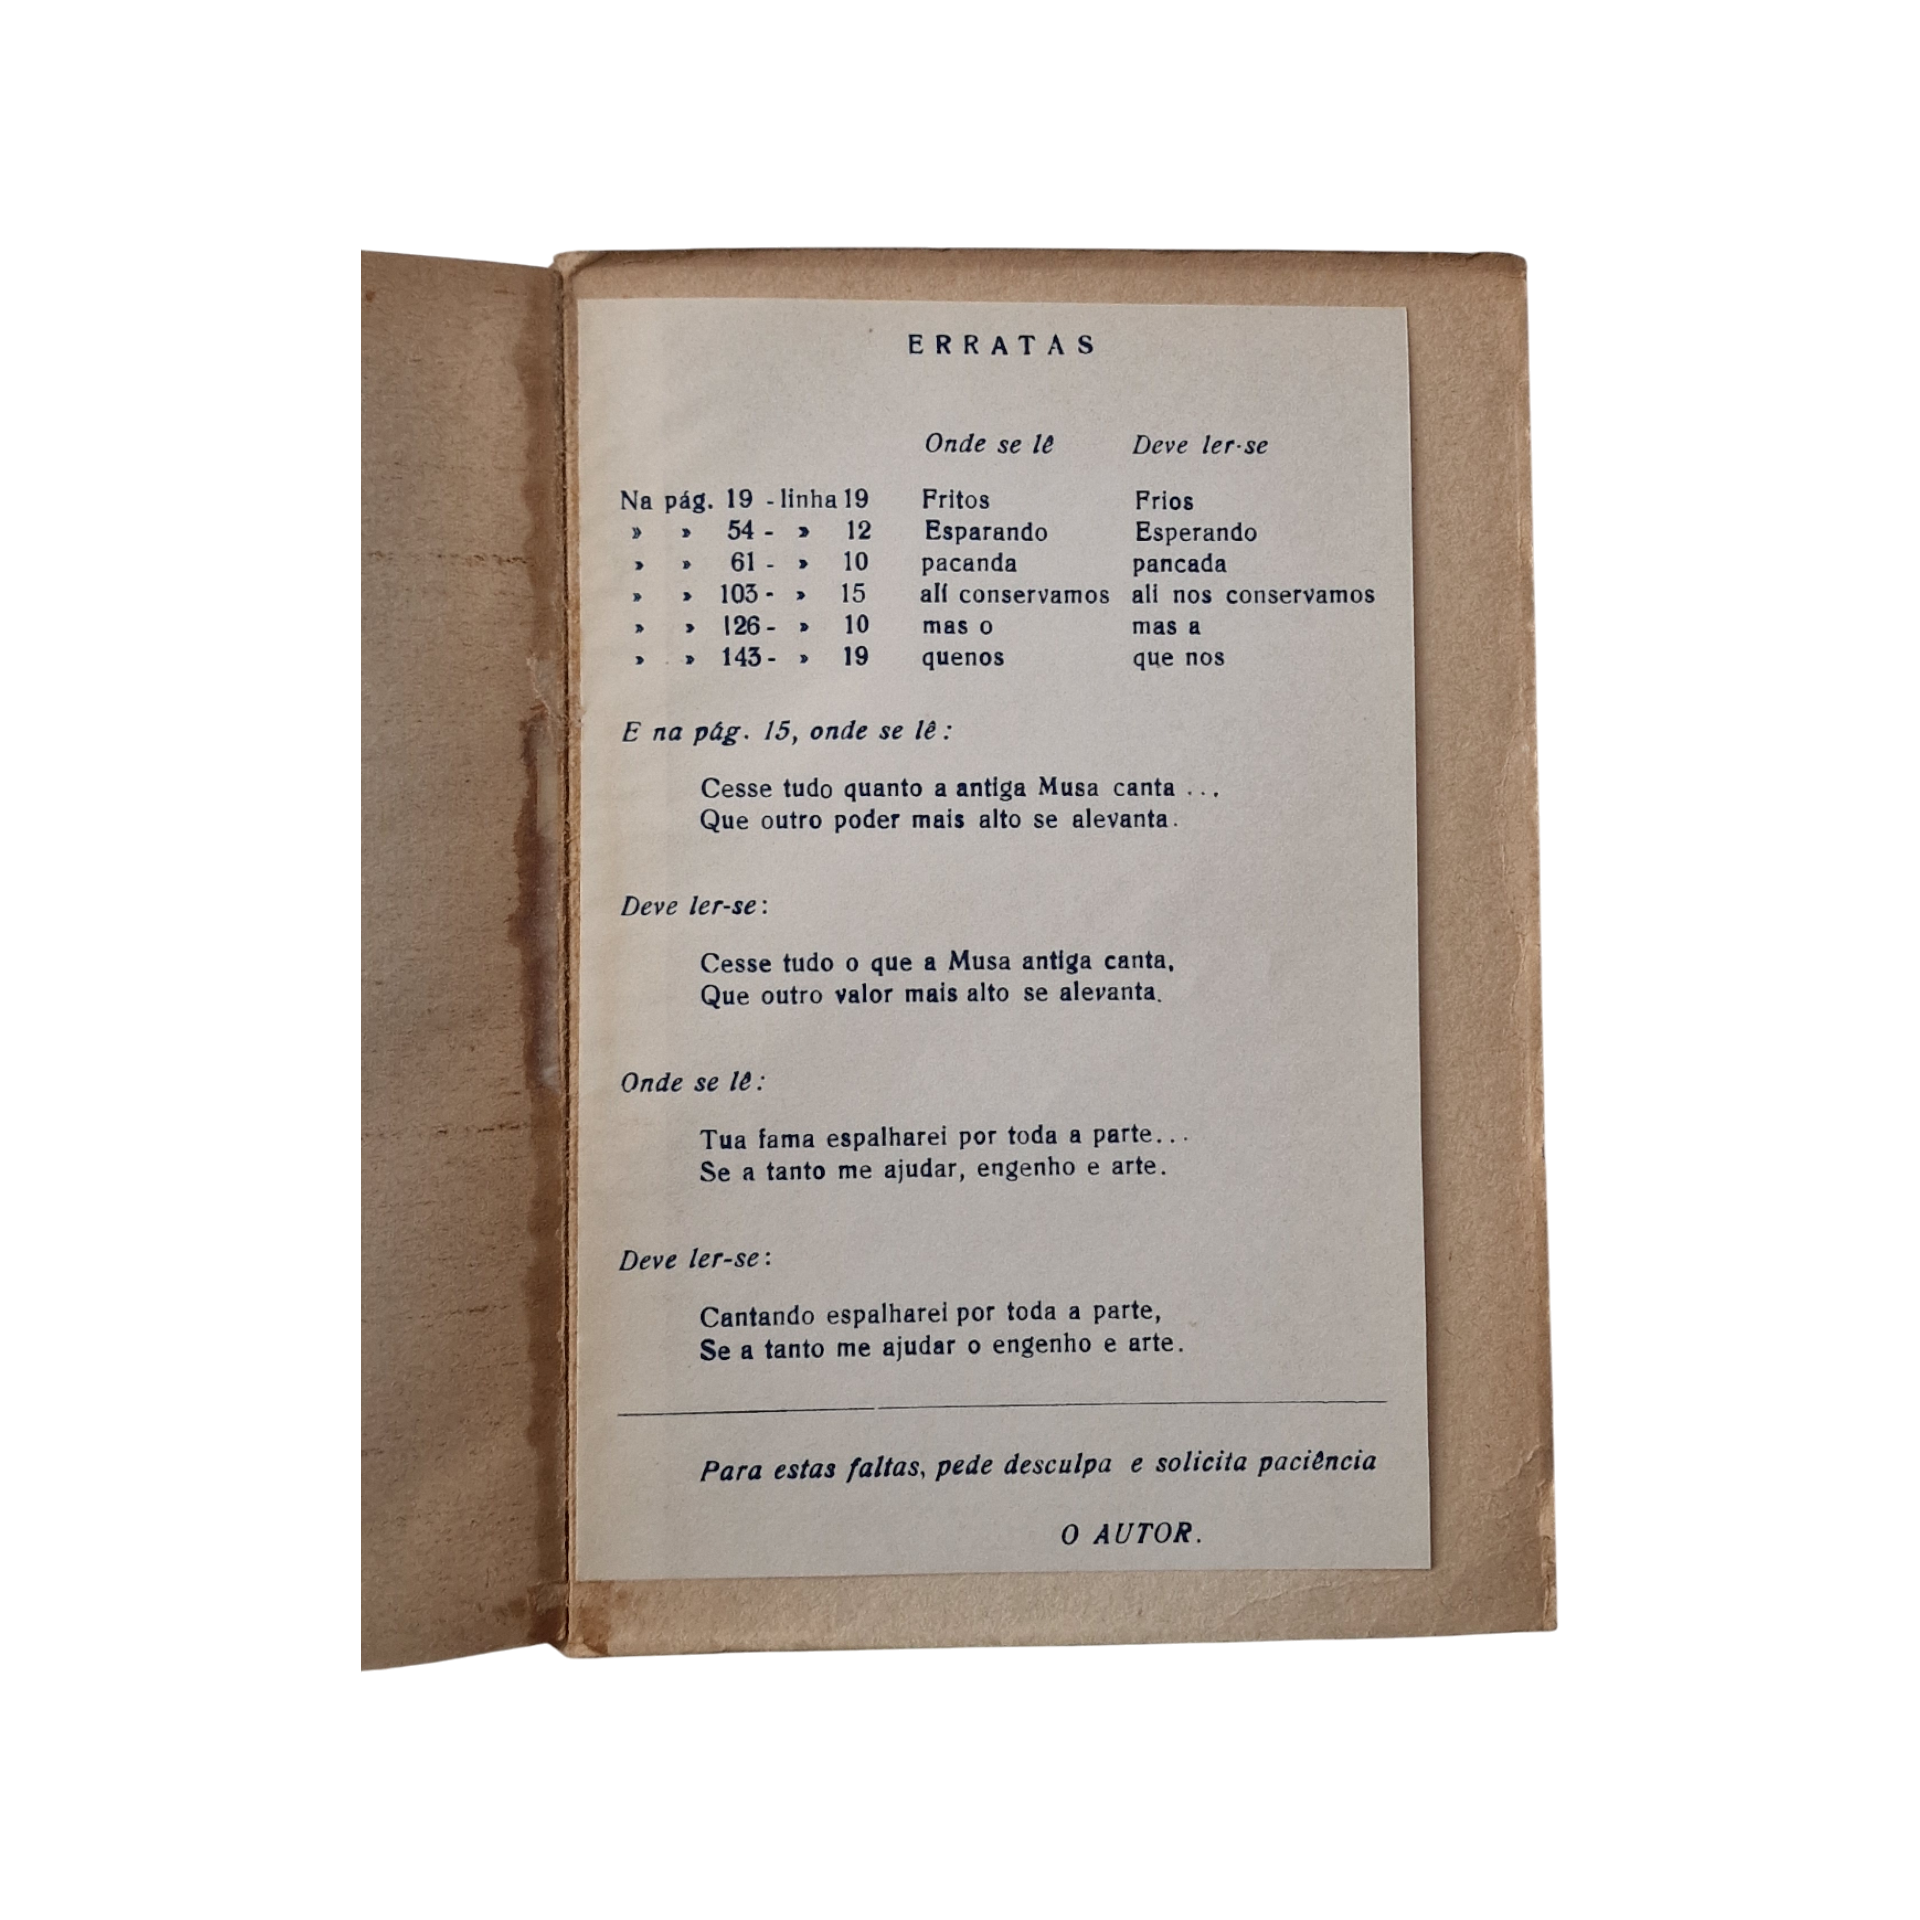 ERRATAS
Onde se lê Deve ler-se
Na pág. 19 - linha 19 Fritos Frios
» » 54 - » 12 Esparando Esperando
» » 61 - » 10 pacanda pancada
» » 103 - » 15 alí conservamos ali nos conservamos
» » 126 - » 10 mas o mas a
» » 143 - » 19 quenos que nos
E na pág. 15, onde se lê:
Cesse tudo quanto a antiga Musa canta ...
Que outro poder mais alto se alevanta.
Deve ler-se:
Cesse tudo o que a Musa antiga canta,
Que outro valor mais alto se alevanta.
Onde se lê:
Tua fama espalharei por toda a parte...
Se a tanto me ajudar, engenho e arte.
Deve ler-se:
Cantando espalharei por toda a parte,
Se a tanto me ajudar o engenho e arte.
Para estas faltas, pede desculpa e solicita paciência
O AUTOR.